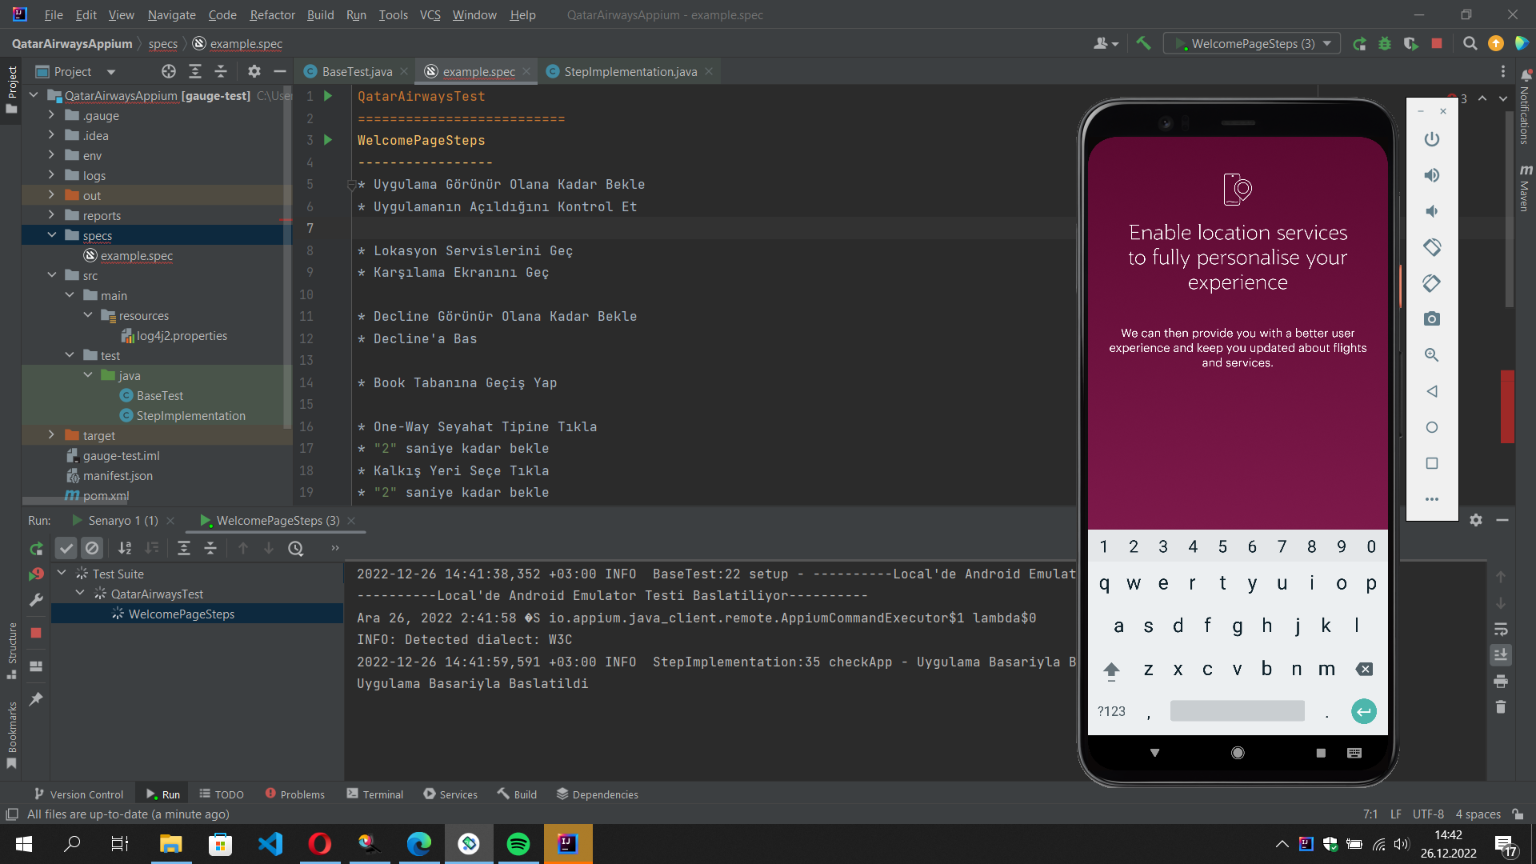 File Edit View Navigate Code Refactor Build Run Tools VCS Window Help QatarAirwaysAppium - example.spec
QatarAirwaysAppium specs example.spec WelcomePageSteps (3)
Project BaseTest.java example.spec StepImplementation.java
Project
QatarAirwaysAppium [gauge-test] C:\User
.gauge
.idea
env
logs
out
reports
specs
example.spec
src
main
resources
log4j2.properties
test
java
BaseTest
StepImplementation
target
gauge-test.iml
manifest.json
pom.xml
1 QatarAirwaysTest
2 ==========================
3 WelcomePageSteps
4 -----------------
5 * Uygulama Görünür Olana Kadar Bekle
6 * Uygulamanın Açıldığını Kontrol Et
7
8 * Lokasyon Servislerini Geç
9 * Karşılama Ekranını Geç
10
11 * Decline Görünür Olana Kadar Bekle
12 * Decline'a Bas
13
14 * Book Tabanına Geçiş Yap
15
16 * One-Way Seyahat Tipine Tıkla
17 * "2" saniye kadar bekle
18 * Kalkış Yeri Seçe Tıkla
19 * "2" saniye kadar bekle
3
Notifications
Maven
Enable location services
to fully personalise your
experience
We can then provide you with a better user
experience and keep you updated about flights
and services.
1 2 3 4 5 6 7 8 9 0
q w e r t y u i o p
a s d f g h j k l
z x c v b n m
?123 , .
Run: Senaryo 1 (1) WelcomePageSteps (3)
Test Suite
QatarAirwaysTest
WelcomePageSteps
2022-12-26 14:41:38,352 +03:00 INFO BaseTest:22 setup - ----------Local'de Android Emulat
----------Local'de Android Emulator Testi Baslatiliyor----------
Ara 26, 2022 2:41:58 �S io.appium.java_client.remote.AppiumCommandExecutor$1 lambda$0
INFO: Detected dialect: W3C
2022-12-26 14:41:59,591 +03:00 INFO StepImplementation:35 checkApp - Uygulama Basariyla B
Uygulama Basariyla Baslatildi
Structure
Bookmarks
Version Control Run TODO Problems Terminal Services Build Dependencies
All files are up-to-date (a minute ago) 7:1 LF UTF-8 4 spaces
14:42
26.12.2022
17